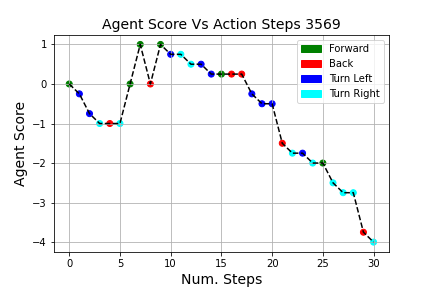 Agent Score Vs Action Steps 3569
Forward
Back
Turn Left
Turn Right
1
0
−1
−2
−3
−4
Agent Score
0 5 10 15 20 25 30
Num. Steps